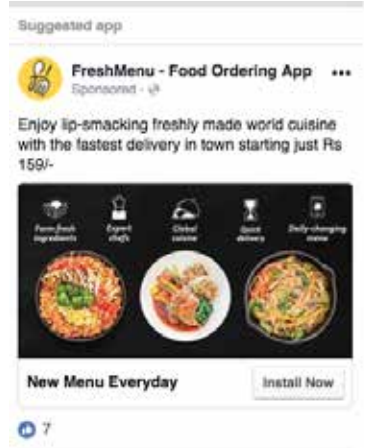 Suggested app
FreshMenu - Food Ordering App
Sponsored
Enjoy lip-smacking freshly made world cuisine
with the fastest delivery in town starting just Rs
159/-
Farm fresh
ingredients
Expert
chefs
Global
cuisine
Quick
delivery
Daily-changing
menu
New Menu Everyday
Install Now
7